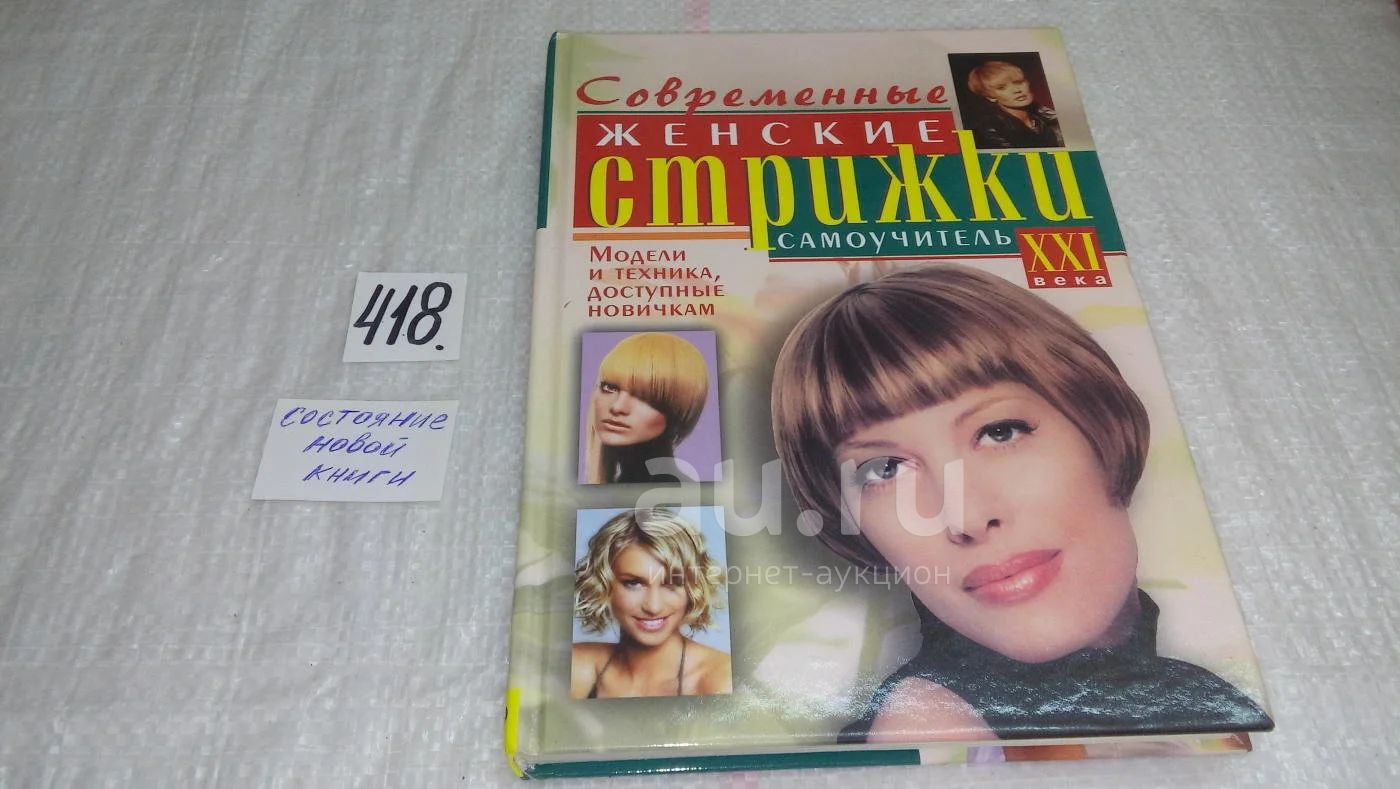 Современные
ЖЕНСКИЕ
стрижки
САМОУЧИТЕЛЬ
XXI
века
Модели
и техника,
доступные
новичкам
418.
состояние
новой
книги
au.ru
интернет-аукцион